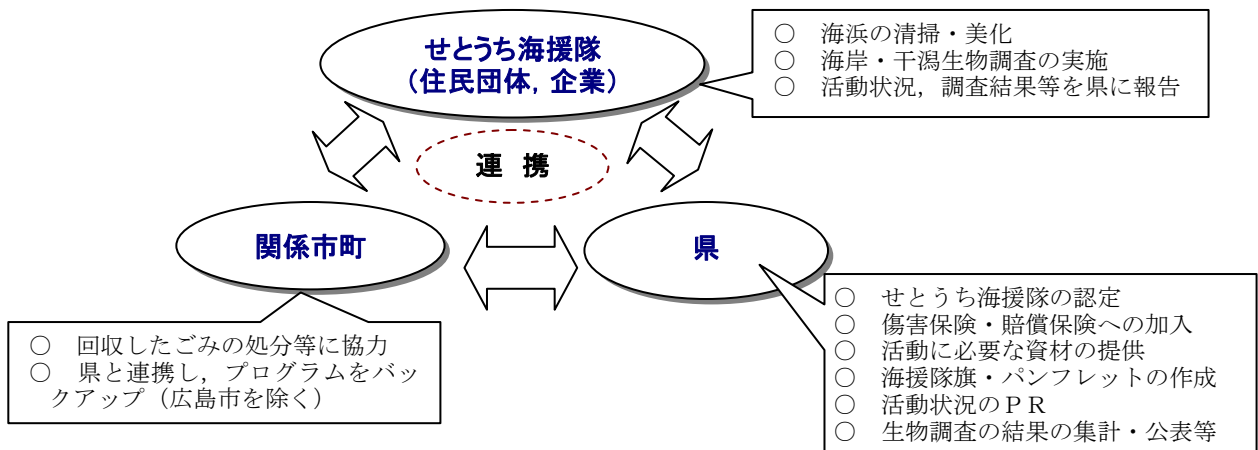 せとうち海援隊
(住民団体,企業)
○ 海浜の清掃・美化
○ 海岸・干潟生物調査の実施
○ 活動状況,調査結果等を県に報告
連 携
関係市町
県
○ 回収したごみの処分等に協力
○ 県と連携し,プログラムをバッ
クアップ(広島市を除く)
○ せとうち海援隊の認定
○ 傷害保険・賠償保険への加入
○ 活動に必要な資材の提供
○ 海援隊旗・パンフレットの作成
○ 活動状況のPR
○ 生物調査の結果の集計・公表等